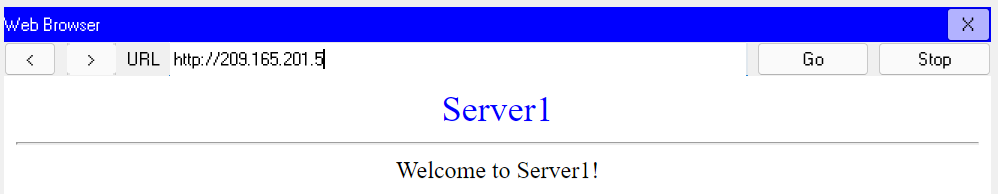 Web Browser X
< > URL http://209.165.201.5 Go Stop
Server1
Welcome to Server1!